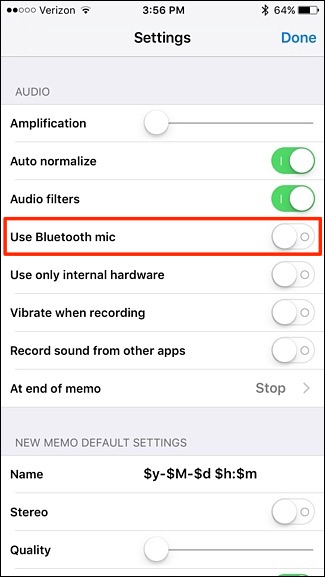 Verizon 3:56 PM 64%
Settings Done
AUDIO
Amplification
Auto normalize
Audio filters
Use Bluetooth mic
Use only internal hardware
Vibrate when recording
Record sound from other apps
At end of memo Stop
NEW MEMO DEFAULT SETTINGS
Name $y-$M-$d $h:$m
Stereo
Quality